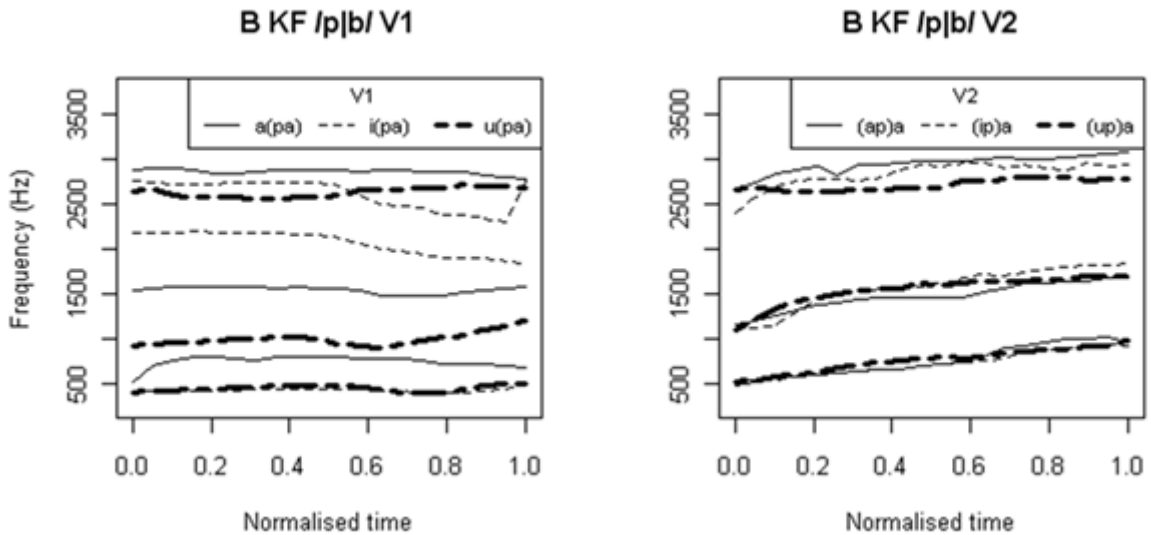 B KF /p|b/ V1
V1
a(pa) i(pa) u(pa)
Frequency (Hz)
3500
2500
1500
500
0.0 0.2 0.4 0.6 0.8 1.0
Normalised time
B KF /p|b/ V2
V2
(ap)a (ip)a (up)a
3500
2500
1500
500
0.0 0.2 0.4 0.6 0.8 1.0
Normalised time